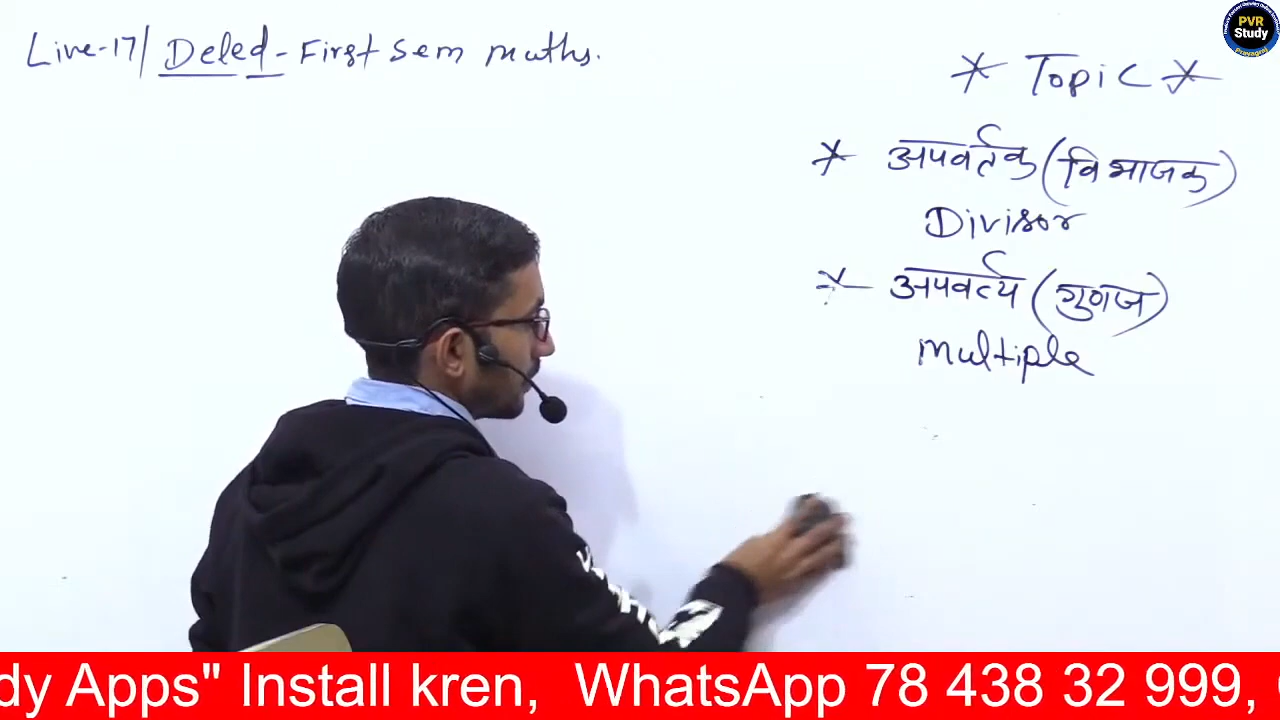 Live-17/ Deled - First Sem maths.
* Topic *
* अपवर्तक (विभाजक)
Divisor
* अपवर्त्य (गुणज)
multiple
PVR
Study
Prayagraj
dy Apps" Install kren, WhatsApp 78 438 32 999,